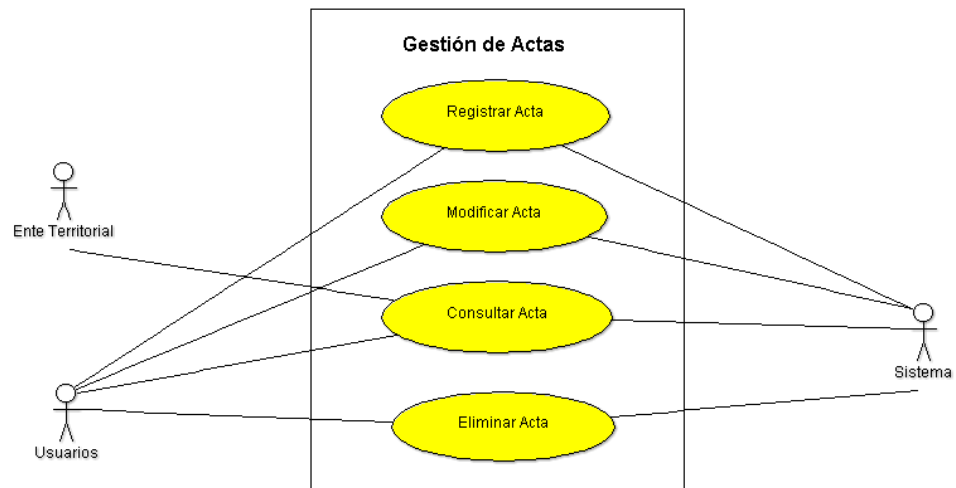 Gestión de Actas
Registrar Acta
Modificar Acta
Ente Territorial
Consultar Acta
Sistema
Eliminar Acta
Usuarios